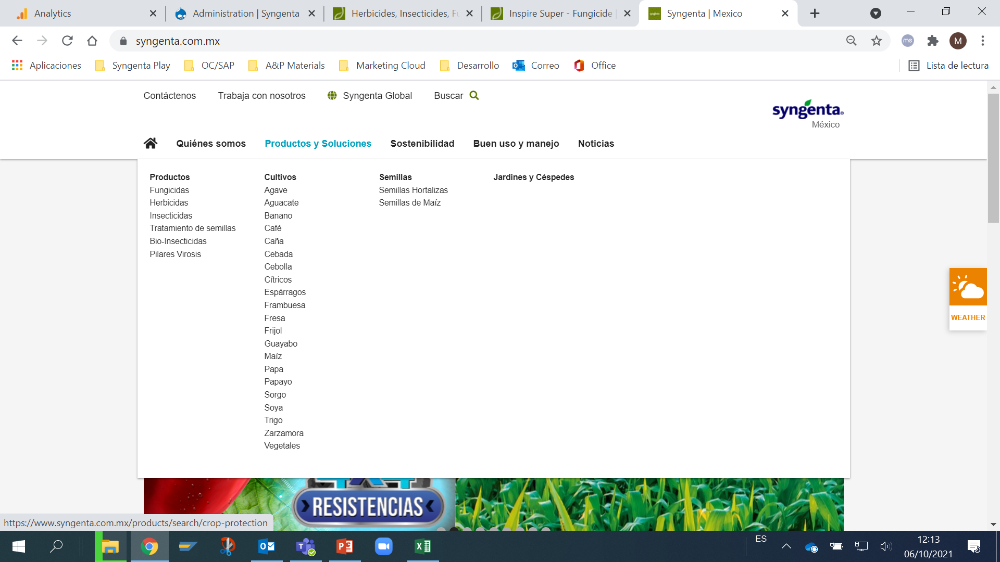 Analytics
Administration | Syngenta
Herbicides, Insecticides, Fu
Inspire Super - Fungicide |
Syngenta | Mexico
syngenta.com.mx
me
M
Aplicaciones
Syngenta Play
OC/SAP
A&P Materials
Marketing Cloud
Desarrollo
Correo
Office
Lista de lectura
Contáctenos
Trabaja con nosotros
Syngenta Global
Buscar
syngenta®
México
Quiénes somos
Productos y Soluciones
Sostenibilidad
Buen uso y manejo
Noticias
Productos
Fungicidas
Herbicidas
Insecticidas
Tratamiento de semillas
Bio-Insecticidas
Pilares Virosis
Cultivos
Agave
Aguacate
Banano
Café
Caña
Cebada
Cebolla
Cítricos
Espárragos
Frambuesa
Fresa
Frijol
Guayabo
Maíz
Papa
Papayo
Sorgo
Soya
Trigo
Zarzamora
Vegetales
Semillas
Semillas Hortalizas
Semillas de Maíz
Jardines y Céspedes
WEATHER
RESISTENCIAS
https://www.syngenta.com.mx/products/search/crop-protection
ES
12:13
06/10/2021